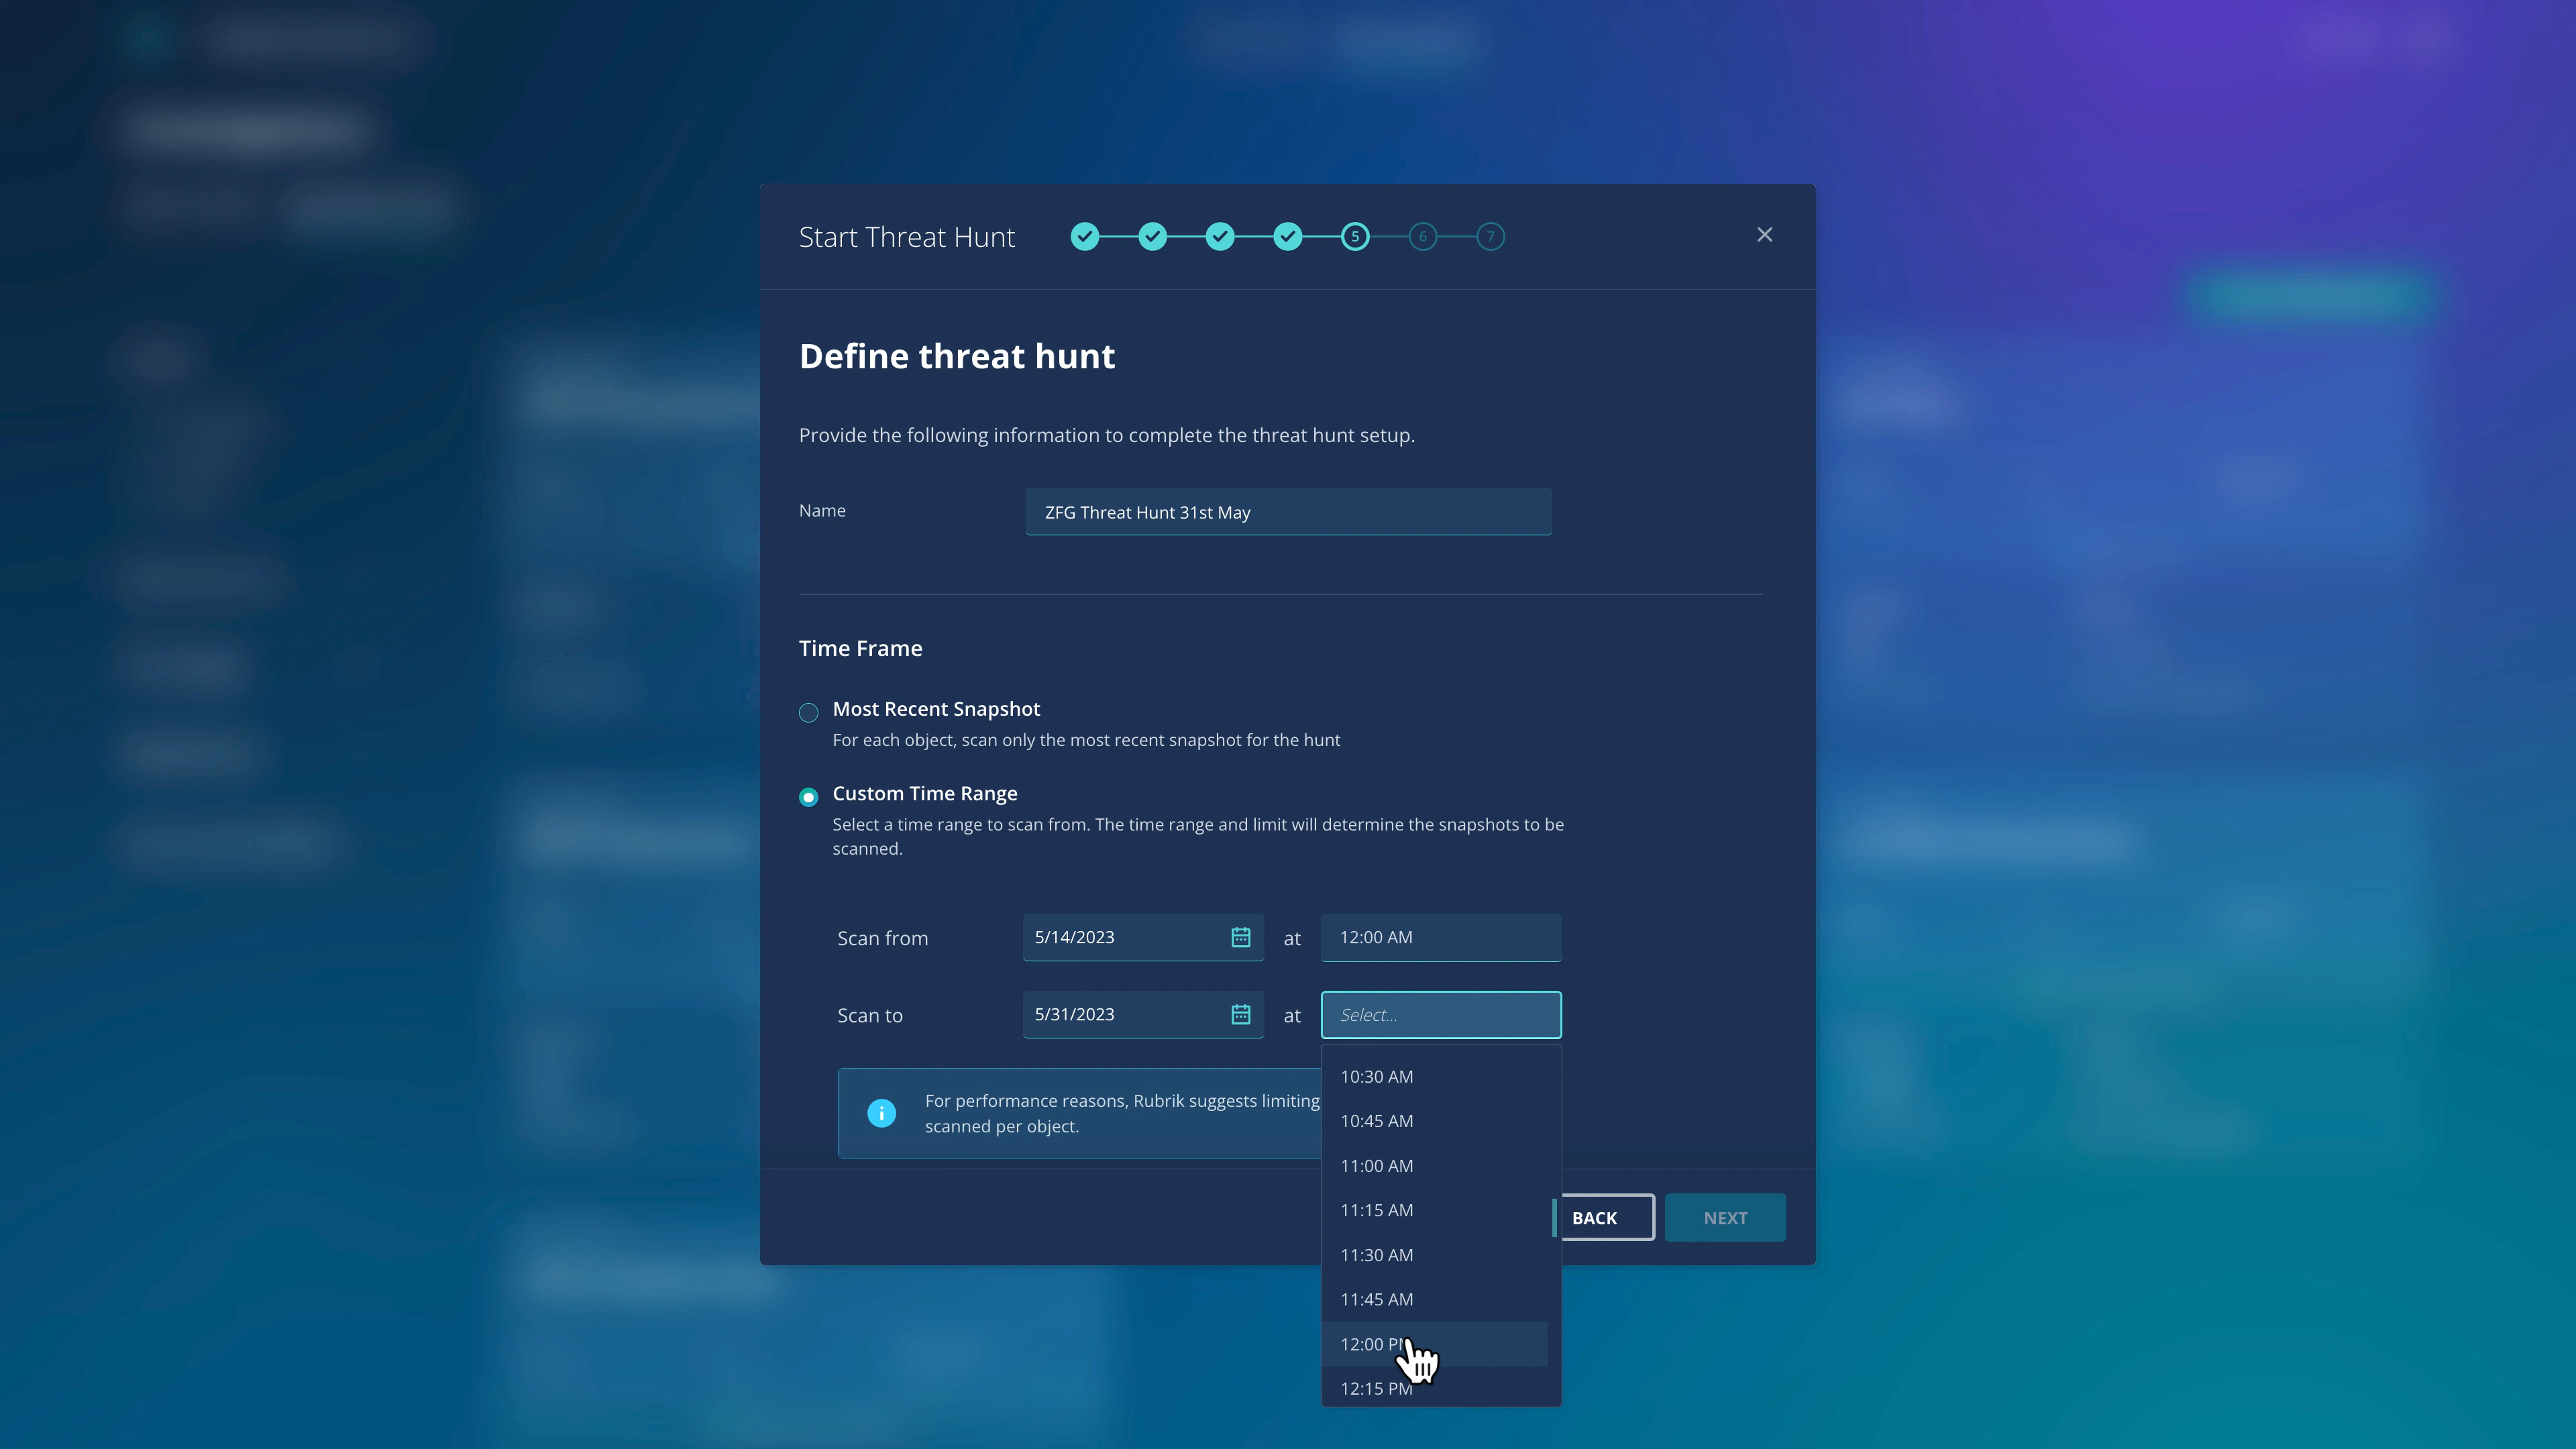 Start Threat Hunt
5
6
7
Define threat hunt
Provide the following information to complete the threat hunt setup.
Name
ZFG Threat Hunt 31st May
Time Frame
Most Recent Snapshot
For each object, scan only the most recent snapshot for the hunt
Custom Time Range
Select a time range to scan from. The time range and limit will determine the snapshots to be
scanned.
Scan from
5/14/2023
at
12:00 AM
Scan to
5/31/2023
at
Select...
For performance reasons, Rubrik suggests limiting
scanned per object.
10:30 AM
10:45 AM
11:00 AM
11:15 AM
11:30 AM
11:45 AM
12:00 PM
12:15 PM
BACK
NEXT